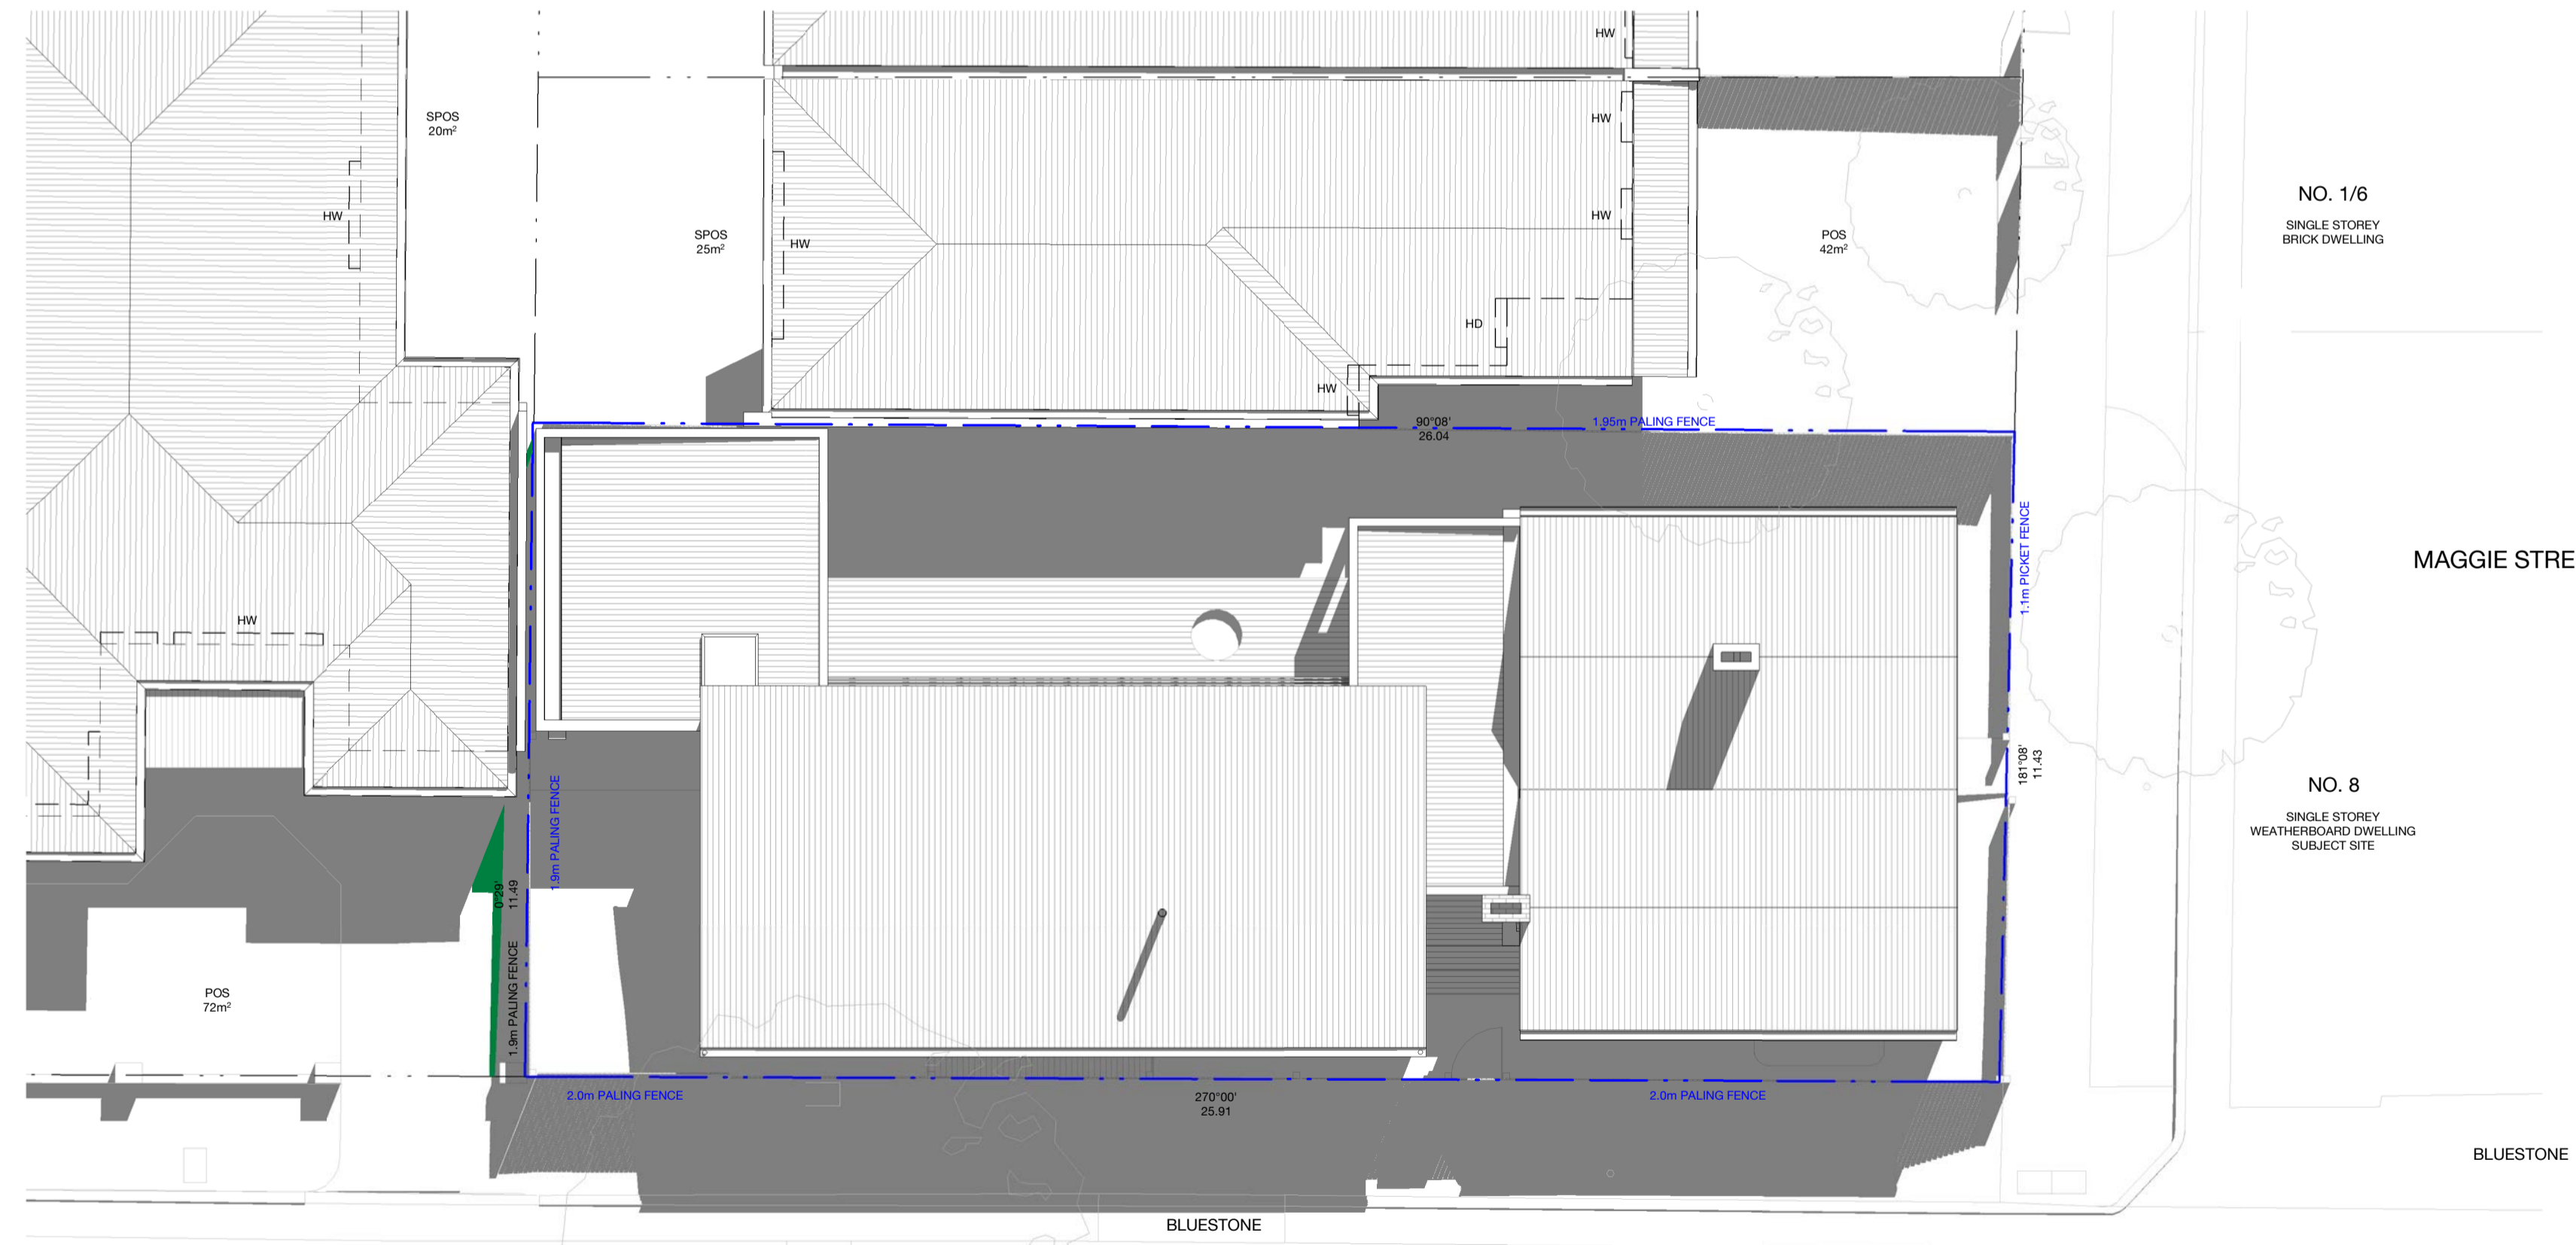 HW
SPOS
20m²
HW
HW
NO. 1/6
SINGLE STOREY
BRICK DWELLING
HW
HW
SPOS
25m²
HW
POS
42m²
HD
HW
90°08'
26.04
1.95m PALING FENCE
1.1m PICKET FENCE
MAGGIE STRE
HW
181°08'
11.43
NO. 8
SINGLE STOREY
WEATHERBOARD DWELLING
SUBJECT SITE
1.9m PALING FENCE
0°29'
11.49
1.9m PALING FENCE
POS
72m²
2.0m PALING FENCE
270°00'
25.91
2.0m PALING FENCE
BLUESTONE
BLUESTONE